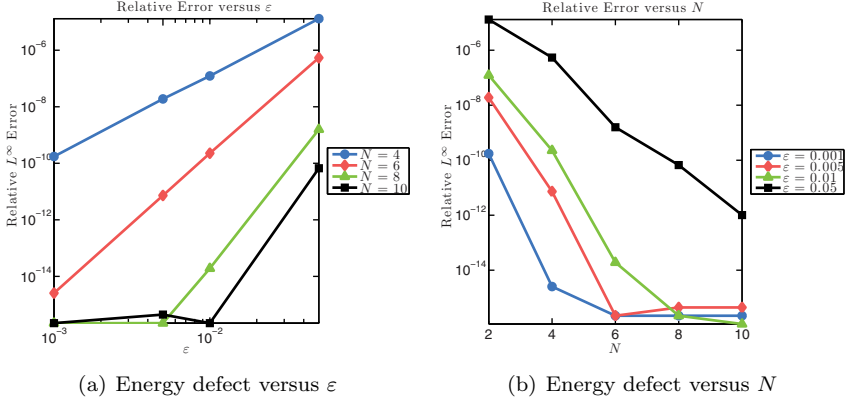 Relative Error versus ε
Relative L∞ Error
10−6
10−8
10−10
10−12
10−14
10−3
10−2
ε
N = 4
N = 6
N = 8
N = 10
(a) Energy defect versus ε
Relative Error versus N
Relative L∞ Error
10−6
10−8
10−10
10−12
10−14
2
4
6
8
10
N
ε = 0.001
ε = 0.005
ε = 0.01
ε = 0.05
(b) Energy defect versus N